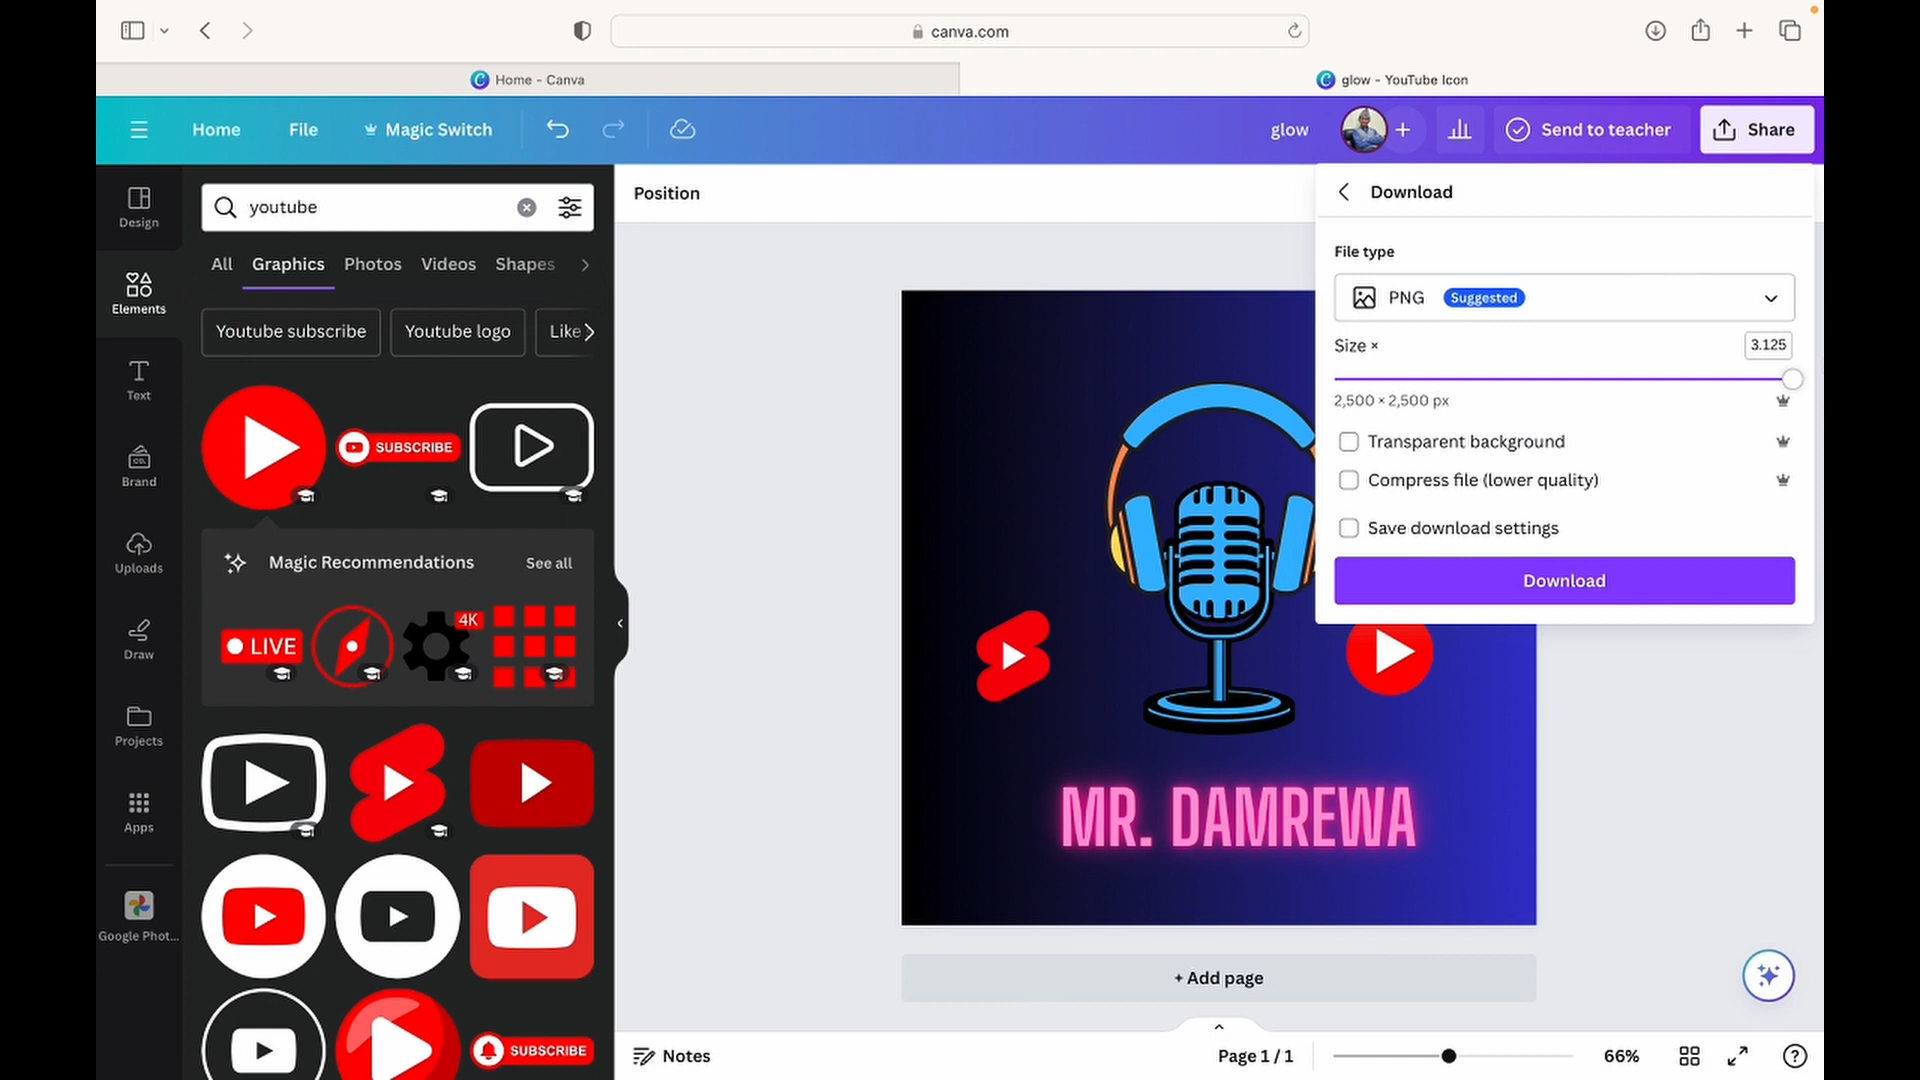 canva.com
Home - Canva
glow - YouTube Icon
Home
File
Magic Switch
glow
Send to teacher
Share
Design
Elements
Text
Brand
Uploads
Draw
Projects
Apps
Google Phot...
youtube
All
Graphics
Photos
Videos
Shapes
Youtube subscribe
Youtube logo
Like
SUBSCRIBE
Magic Recommendations
See all
LIVE
4K
SUBSCRIBE
Position
MR. DAMREWA
+ Add page
Download
File type
PNG
Suggested
Size ×
3.125
2,500 × 2,500 px
Transparent background
Compress file (lower quality)
Save download settings
Download
Notes
Page 1 / 1
66%